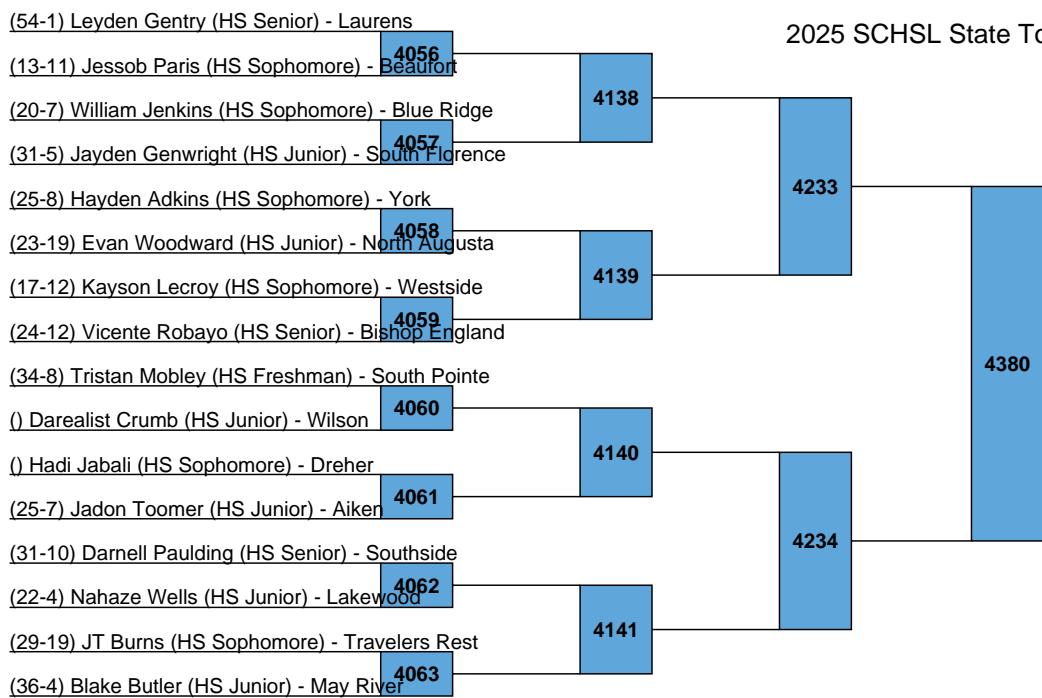 (54-1) Leyden Gentry (HS Senior) - Laurens
2025 SCHSL State To
4056
(13-11) Jessob Paris (HS Sophomore) - Beaufort
4138
(20-7) William Jenkins (HS Sophomore) - Blue Ridge
4057
(31-5) Jayden Genwright (HS Junior) - South Florence
4233
(25-8) Hayden Adkins (HS Sophomore) - York
4058
(23-19) Evan Woodward (HS Junior) - North Augusta
4139
(17-12) Kayson Lecroy (HS Sophomore) - Westside
4059
(24-12) Vicente Robayo (HS Senior) - Bishop England
4380
(34-8) Tristan Mobley (HS Freshman) - South Pointe
4060
() Darealist Crumb (HS Junior) - Wilson
4140
() Hadi Jabali (HS Sophomore) - Dreher
4061
(25-7) Jadon Toomer (HS Junior) - Aiken
4234
(31-10) Darnell Paulding (HS Senior) - Southside
4062
(22-4) Nahaze Wells (HS Junior) - Lakewood
4141
(29-19) JT Burns (HS Sophomore) - Travelers Rest
4063
(36-4) Blake Butler (HS Junior) - May River